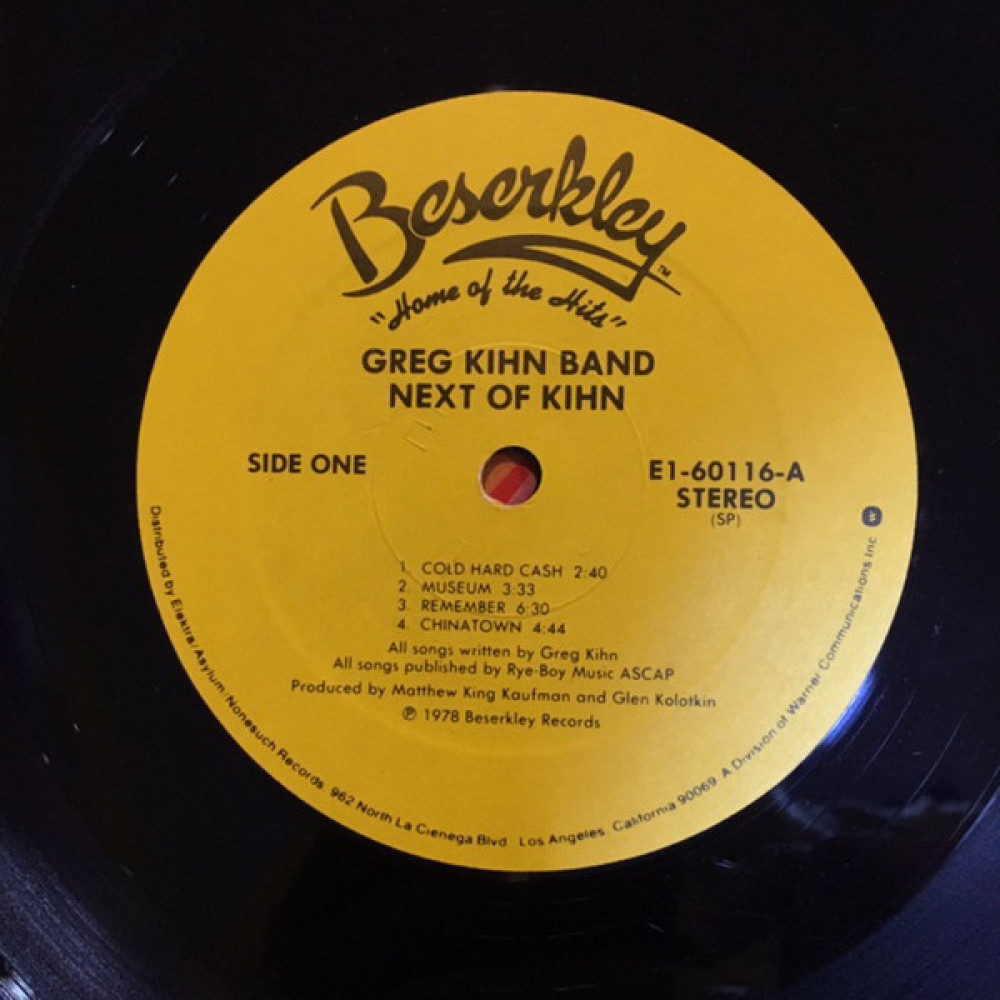 Beserkley™
"Home of the Hits"
GREG KIHN BAND
NEXT OF KIHN
SIDE ONE
E1-60116-A
STEREO
(SP)
1. COLD HARD CASH 2:40
2. MUSEUM 3:33
3. REMEMBER 6:30
4. CHINATOWN 4:44
All songs written by Greg Kihn
All songs published by Rye-Boy Music ASCAP
Produced by Matthew King Kaufman and Glen Kolotkin
℗ 1978 Beserkley Records
Distributed by Elektra/Asylum/Nonesuch Records, 962 North La Cienega Blvd. Los Angeles, California 90069. A Division of Warner Communications Inc